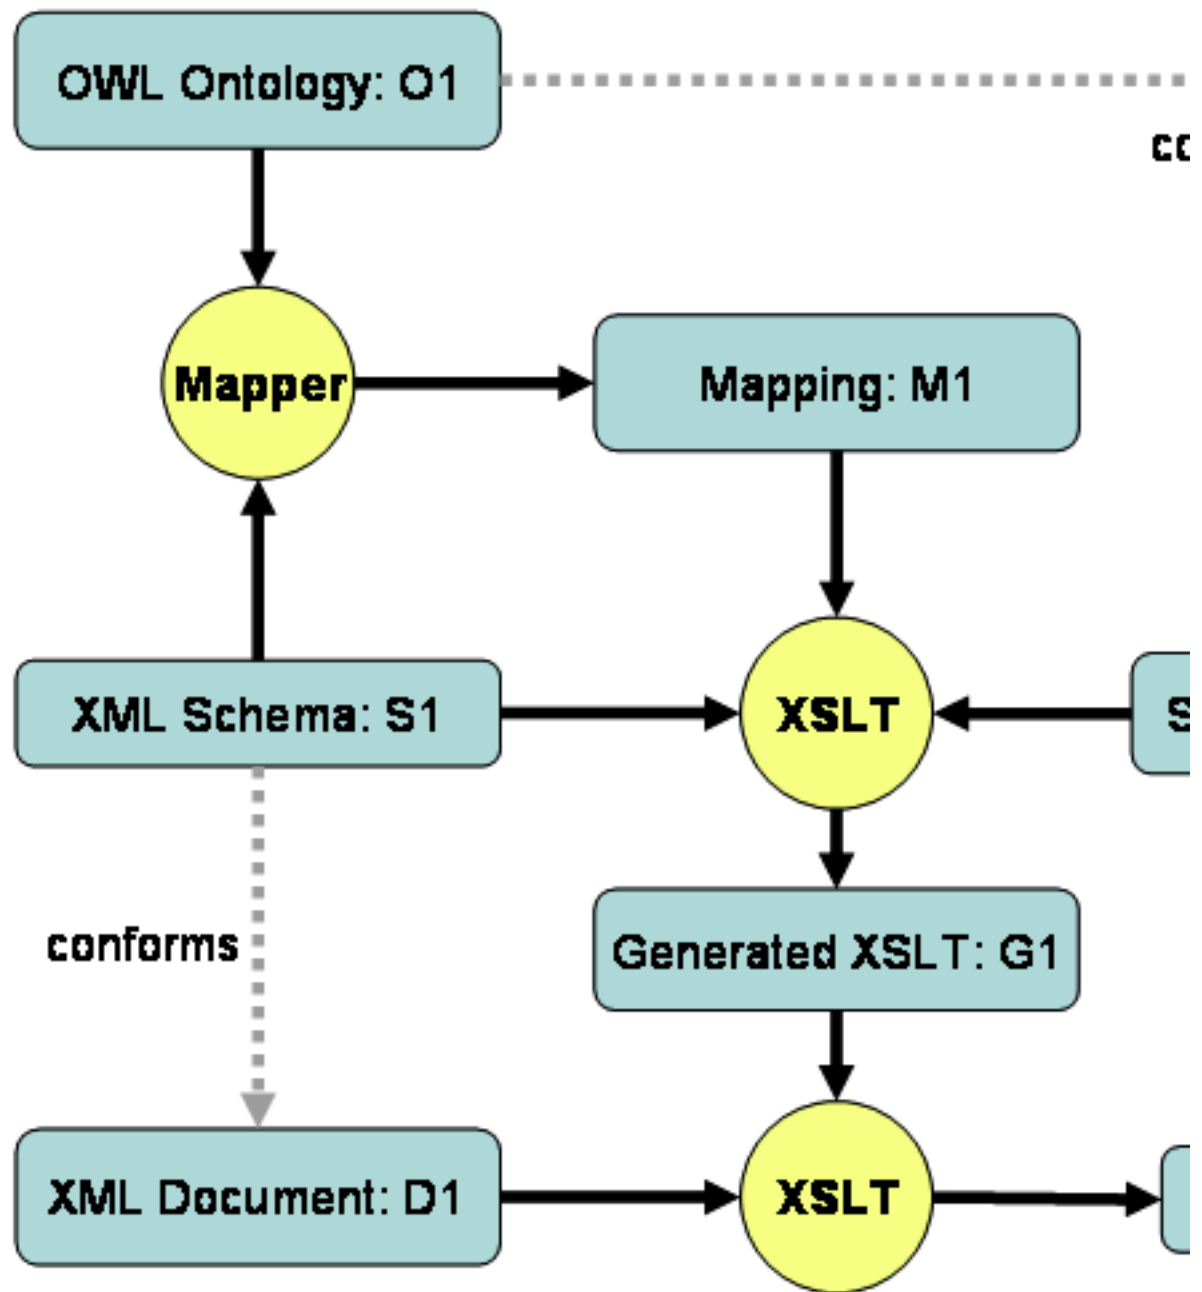 OWL Ontology: O1
Mapper
Mapping: M1
XML Schema: S1
XSLT
conforms
Generated XSLT: G1
XML Document: D1
XSLT